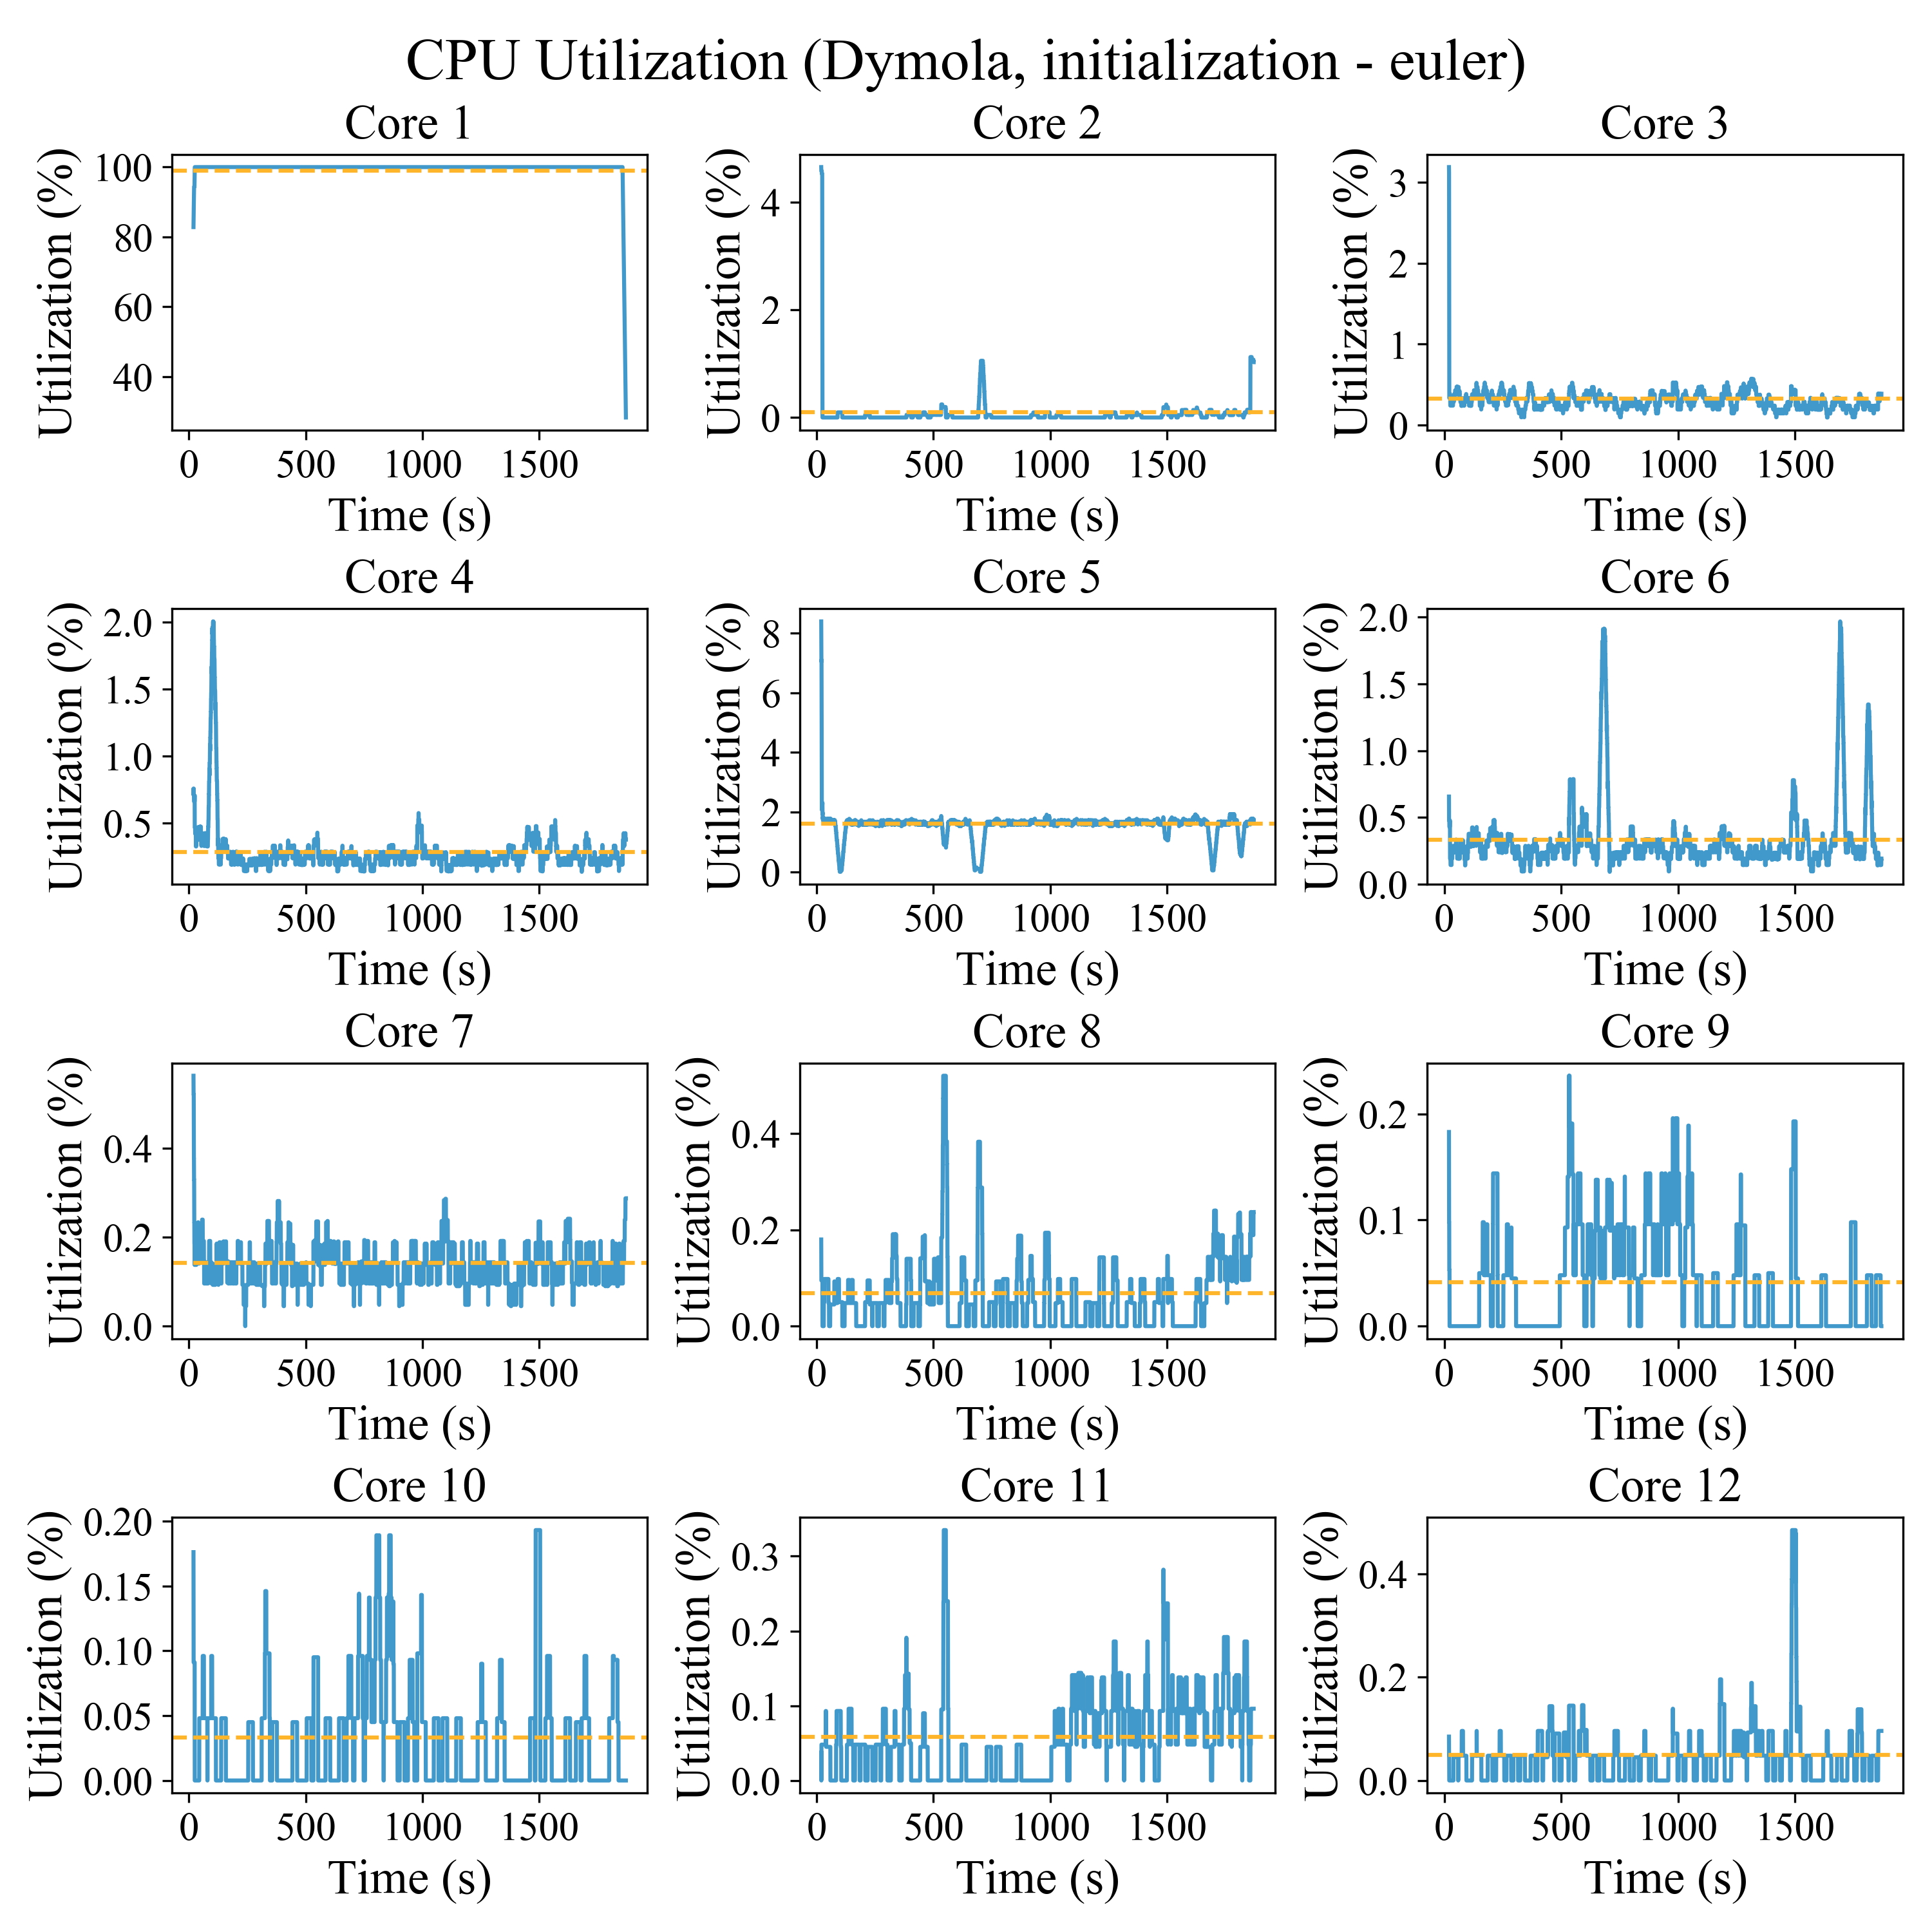 CPU Utilization (Dymola, initialization - euler)
Core 1
Utilization (%)
100
80
60
40
0 500 1000 1500
Time (s)
Core 2
Utilization (%)
4
2
0
0 500 1000 1500
Time (s)
Core 3
Utilization (%)
3
2
1
0
0 500 1000 1500
Time (s)
Core 4
Utilization (%)
2.0
1.5
1.0
0.5
0 500 1000 1500
Time (s)
Core 5
Utilization (%)
8
6
4
2
0
0 500 1000 1500
Time (s)
Core 6
Utilization (%)
2.0
1.5
1.0
0.5
0.0
0 500 1000 1500
Time (s)
Core 7
Utilization (%)
0.4
0.2
0.0
0 500 1000 1500
Time (s)
Core 8
Utilization (%)
0.4
0.2
0.0
0 500 1000 1500
Time (s)
Core 9
Utilization (%)
0.2
0.1
0.0
0 500 1000 1500
Time (s)
Core 10
Utilization (%)
0.20
0.15
0.10
0.05
0.00
0 500 1000 1500
Time (s)
Core 11
Utilization (%)
0.3
0.2
0.1
0.0
0 500 1000 1500
Time (s)
Core 12
Utilization (%)
0.4
0.2
0.0
0 500 1000 1500
Time (s)